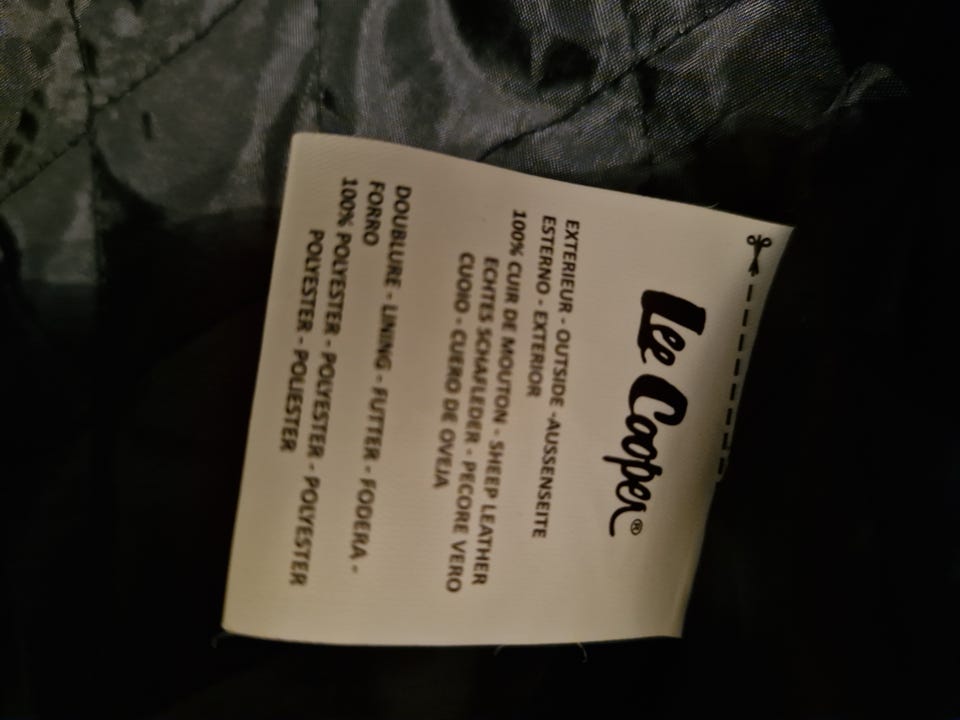 Lee Cooper®
EXTERIEUR - OUTSIDE -AUSSENSEITE
ESTERNO - EXTERIOR
100% CUIR DE MOUTON - SHEEP LEATHER
ECHTES SCHAFLEDER - PECORE VERO
CUOIO - CUERO DE OVEJA
DOUBLURE - LINING - FUTTER - FODERA -
FORRO
100% POLYESTER - POLYESTER - POLYESTER
POLYESTER - POLIESTER